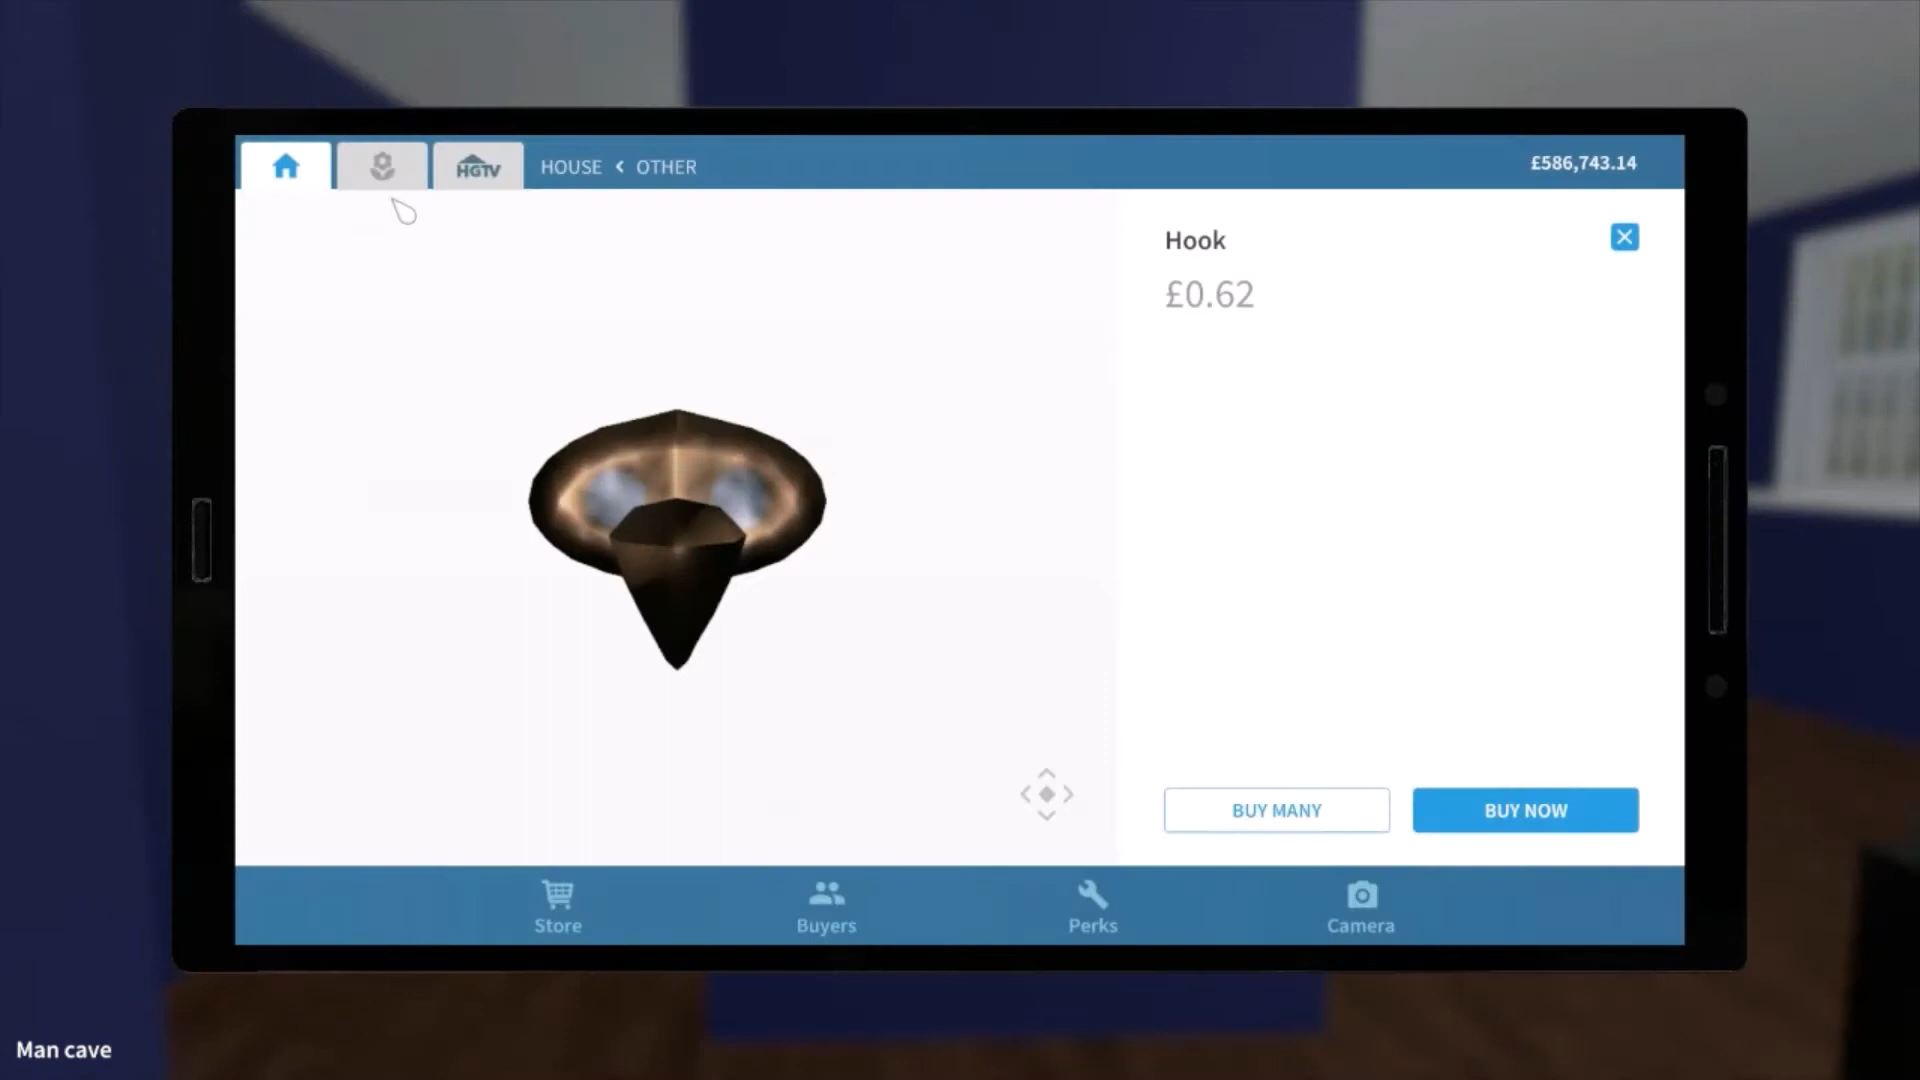 HGTV
HOUSE < OTHER
£586,743.14
Hook
£0.62
BUY MANY
BUY NOW
Store
Buyers
Perks
Camera
Man cave